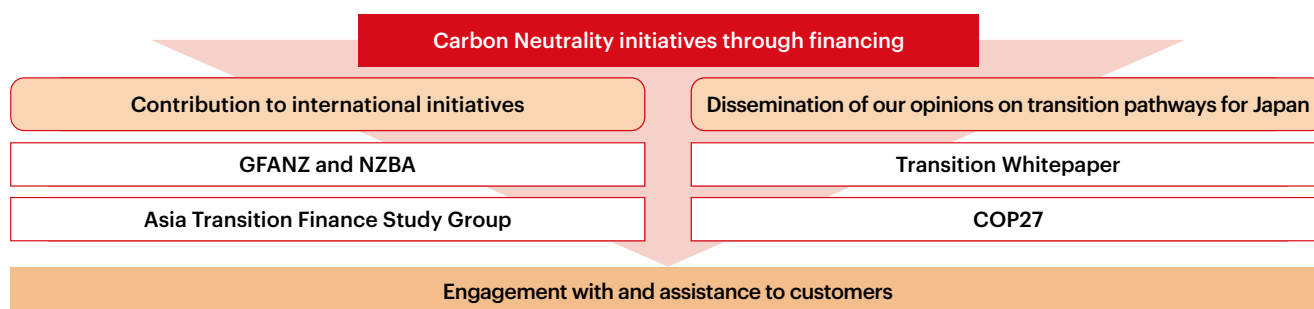 Carbon Neutrality initiatives through financing
Contribution to international initiatives
GFANZ and NZBA
Asia Transition Finance Study Group
Dissemination of our opinions on transition pathways for Japan
Transition Whitepaper
COP27
Engagement with and assistance to customers